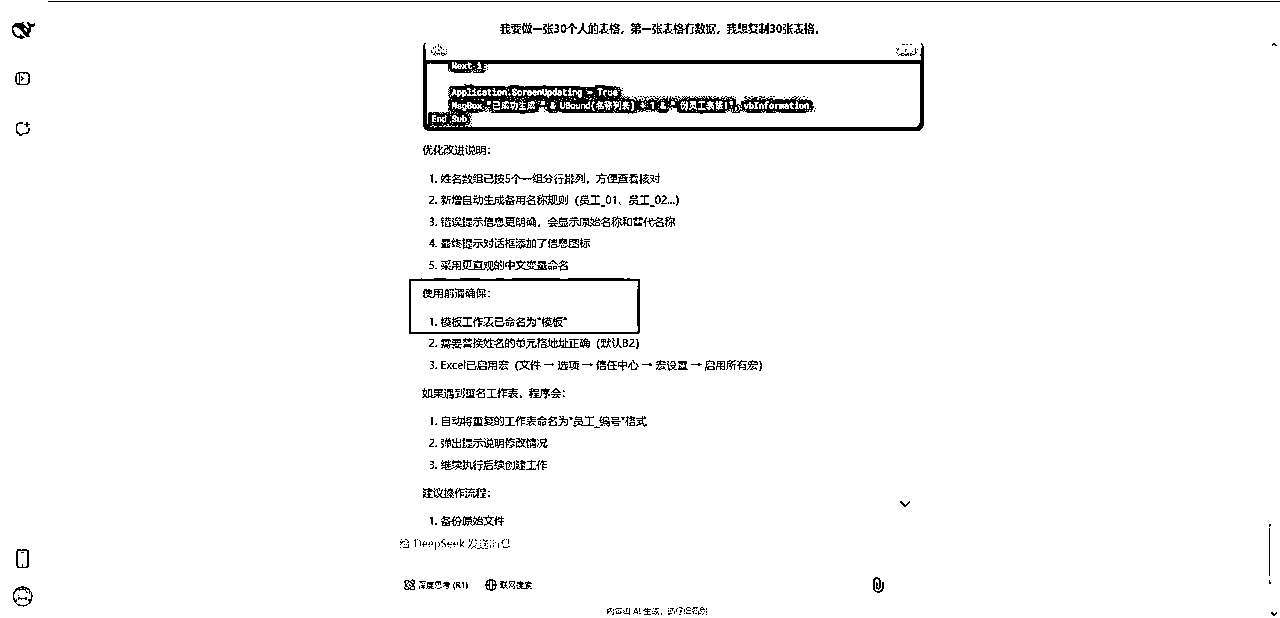 我要做一张30个人的表格，第一张表格有数据，我想复制30张表格。
Next i
Application.ScreenUpdating = True
MsgBox "已成功生成 " & UBound(名称列表) + 1 & " 份员工表格!", vbInformation
End Sub
优化改进说明：
1. 姓名数组已按5个一组分行排列，方便查看核对
2. 新增自动生成备用名称规则（员工_01、员工_02...）
3. 错误提示信息更明确，会显示原始名称和替代名称
4. 最终提示对话框添加了信息图标
5. 采用更直观的中文变量命名
使用前请确保：
1. 模板工作表已命名为"模板"
2. 需要替换姓名的单元格地址正确（默认B2）
3. Excel已启用宏（文件 → 选项 → 信任中心 → 宏设置 → 启用所有宏）
如果遇到重名工作表，程序会：
1. 自动将重复的工作表命名为"员工_编号"格式
2. 弹出提示说明修改情况
3. 继续执行后续创建工作
建议操作流程：
1. 备份原始文件
给 DeepSeek 发送消息
深度思考 (R1) 联网搜索
内容由 AI 生成，请仔细甄别